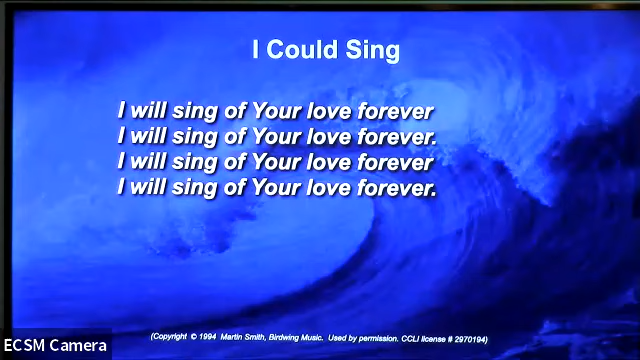 I Could Sing
I will sing of Your love forever
I will sing of Your love forever.
I will sing of Your love forever
I will sing of Your love forever.
(Copyright © 1994 Martin Smith, Birdwing Music. Used by permission. CCLI license # 2970194)
ECSM Camera